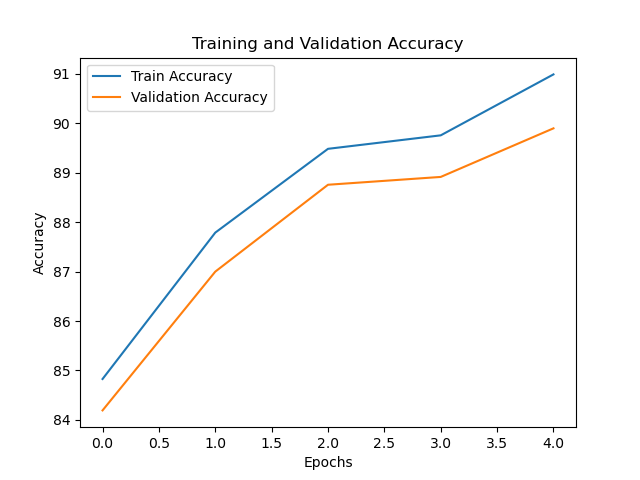 Training and Validation Accuracy
Train Accuracy
Validation Accuracy
Accuracy
91
90
89
88
87
86
85
84
0.0 0.5 1.0 1.5 2.0 2.5 3.0 3.5 4.0
Epochs